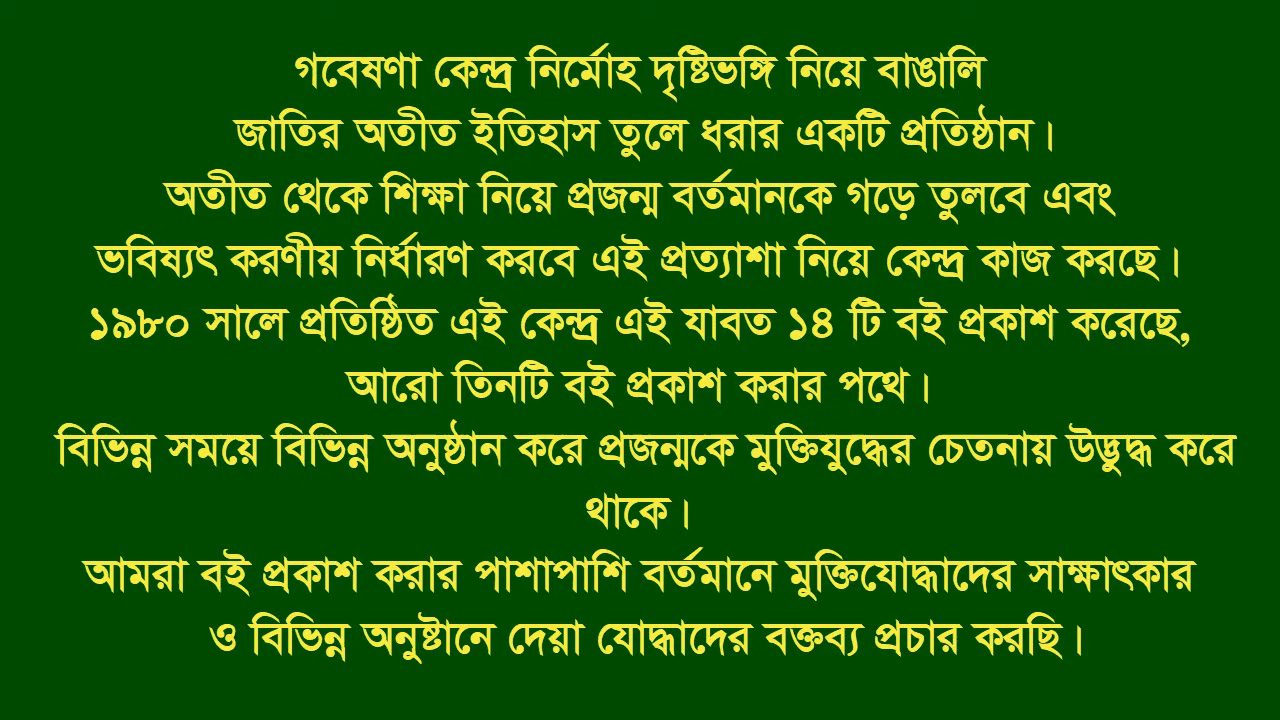 গবেষণা কেন্দ্র নির্মোহ দৃষ্টিভঙ্গি নিয়ে বাঙালি
জাতির অতীত ইতিহাস তুলে ধরার একটি প্রতিষ্ঠান।
অতীত থেকে শিক্ষা নিয়ে প্রজন্ম বর্তমানকে গড়ে তুলবে এবং
ভবিষ্যৎ করণীয় নির্ধারণ করবে এই প্রত্যাশা নিয়ে কেন্দ্র কাজ করছে।
১৯৮০ সালে প্রতিষ্ঠিত এই কেন্দ্র এই যাবত ১৪ টি বই প্রকাশ করেছে,
আরো তিনটি বই প্রকাশ করার পথে।
বিভিন্ন সময়ে বিভিন্ন অনুষ্ঠান করে প্রজন্মকে মুক্তিযুদ্ধের চেতনায় উদ্ভুদ্ধ করে
থাকে।
আমরা বই প্রকাশ করার পাশাপাশি বর্তমানে মুক্তিযোদ্ধাদের সাক্ষাৎকার
ও বিভিন্ন অনুষ্টানে দেয়া যোদ্ধাদের বক্তব্য প্রচার করছি।